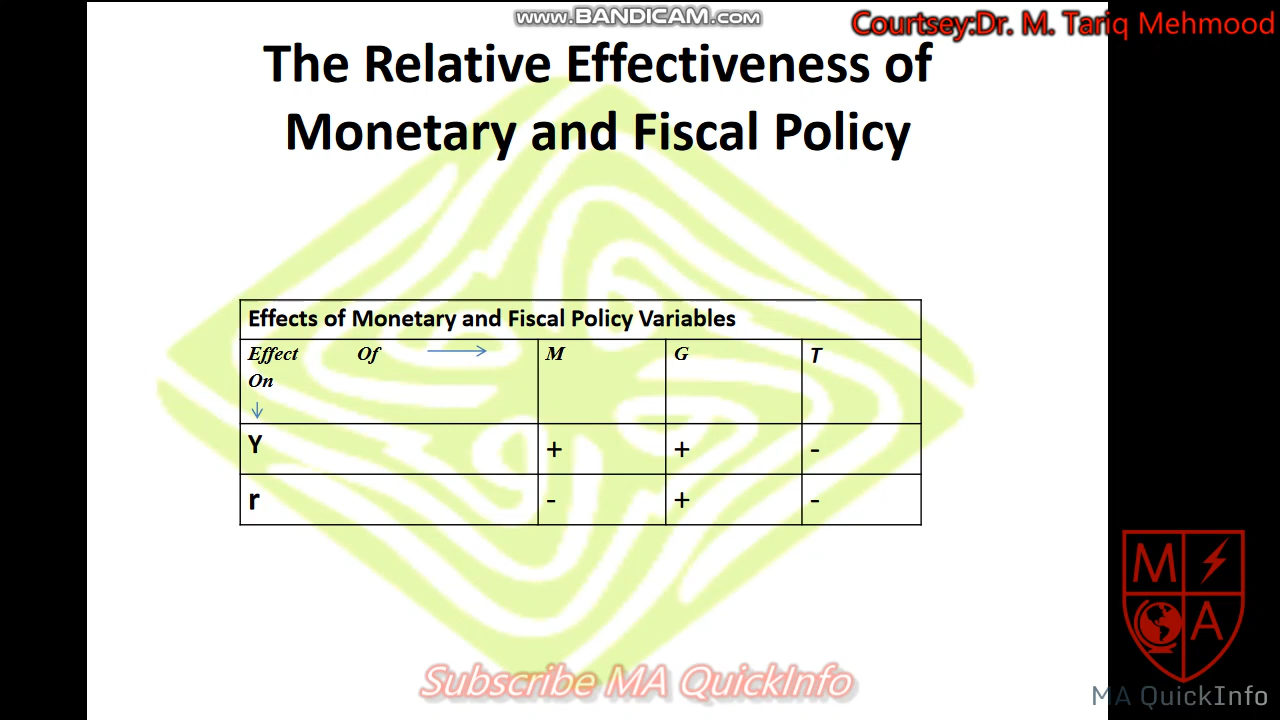 www.BANDICAM.com
Courtsey:Dr. M. Tariq Mehmood
The Relative Effectiveness of
Monetary and Fiscal Policy
Effects of Monetary and Fiscal Policy Variables
Effect Of → M G T
On
↓
Y + + -
r - + -
M
A
Subscribe MA QuickInfo
MA QuickInfo